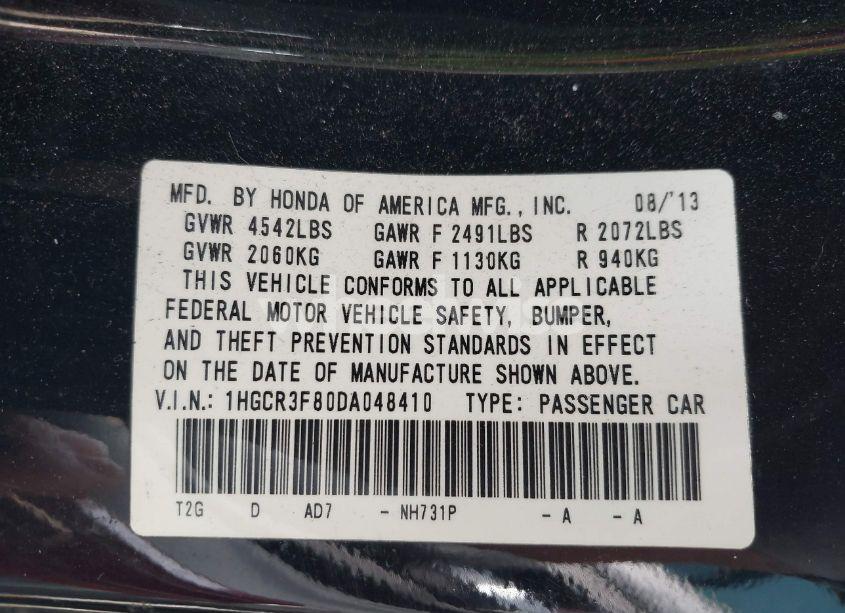 MFD. BY HONDA OF AMERICA MFG., INC. 08/'13
GVWR 4542LBS GAWR F 2491LBS R 2072LBS
GVWR 2060KG GAWR F 1130KG R 940KG
THIS VEHICLE CONFORMS TO ALL APPLICABLE
FEDERAL MOTOR VEHICLE SAFETY, BUMPER,
AND THEFT PREVENTION STANDARDS IN EFFECT
ON THE DATE OF MANUFACTURE SHOWN ABOVE.
V.I.N.: 1HGCR3F80DA048410 TYPE: PASSENGER CAR
T2G D AD7 - NH731P - A - A